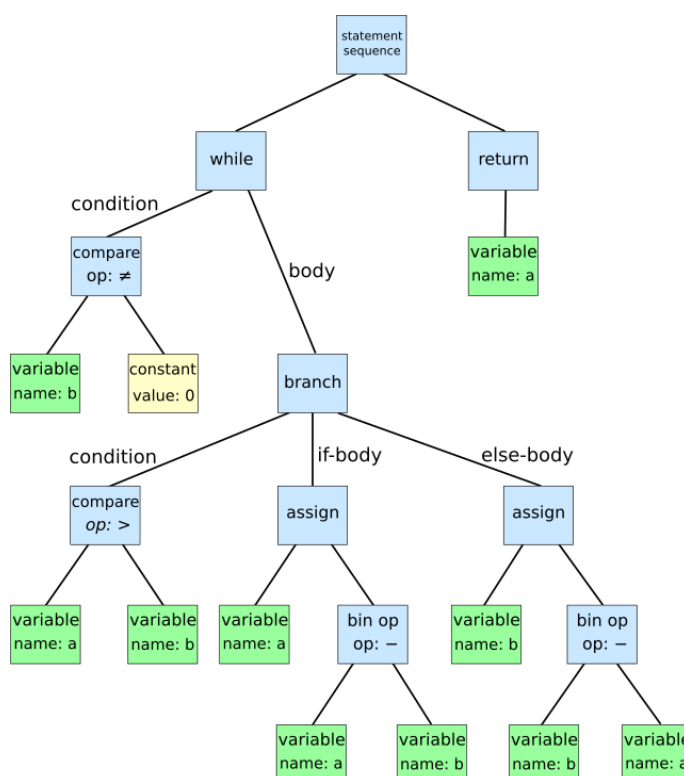 statement
sequence
while
return
condition
compare
op: ≠
body
variable
name: a
variable
name: b
constant
value: 0
branch
condition
if-body
else-body
compare
op: >
assign
assign
variable
name: a
variable
name: b
variable
name: a
bin op
op: −
variable
name: b
bin op
op: −
variable
name: a
variable
name: b
variable
name: b
variable
name: a